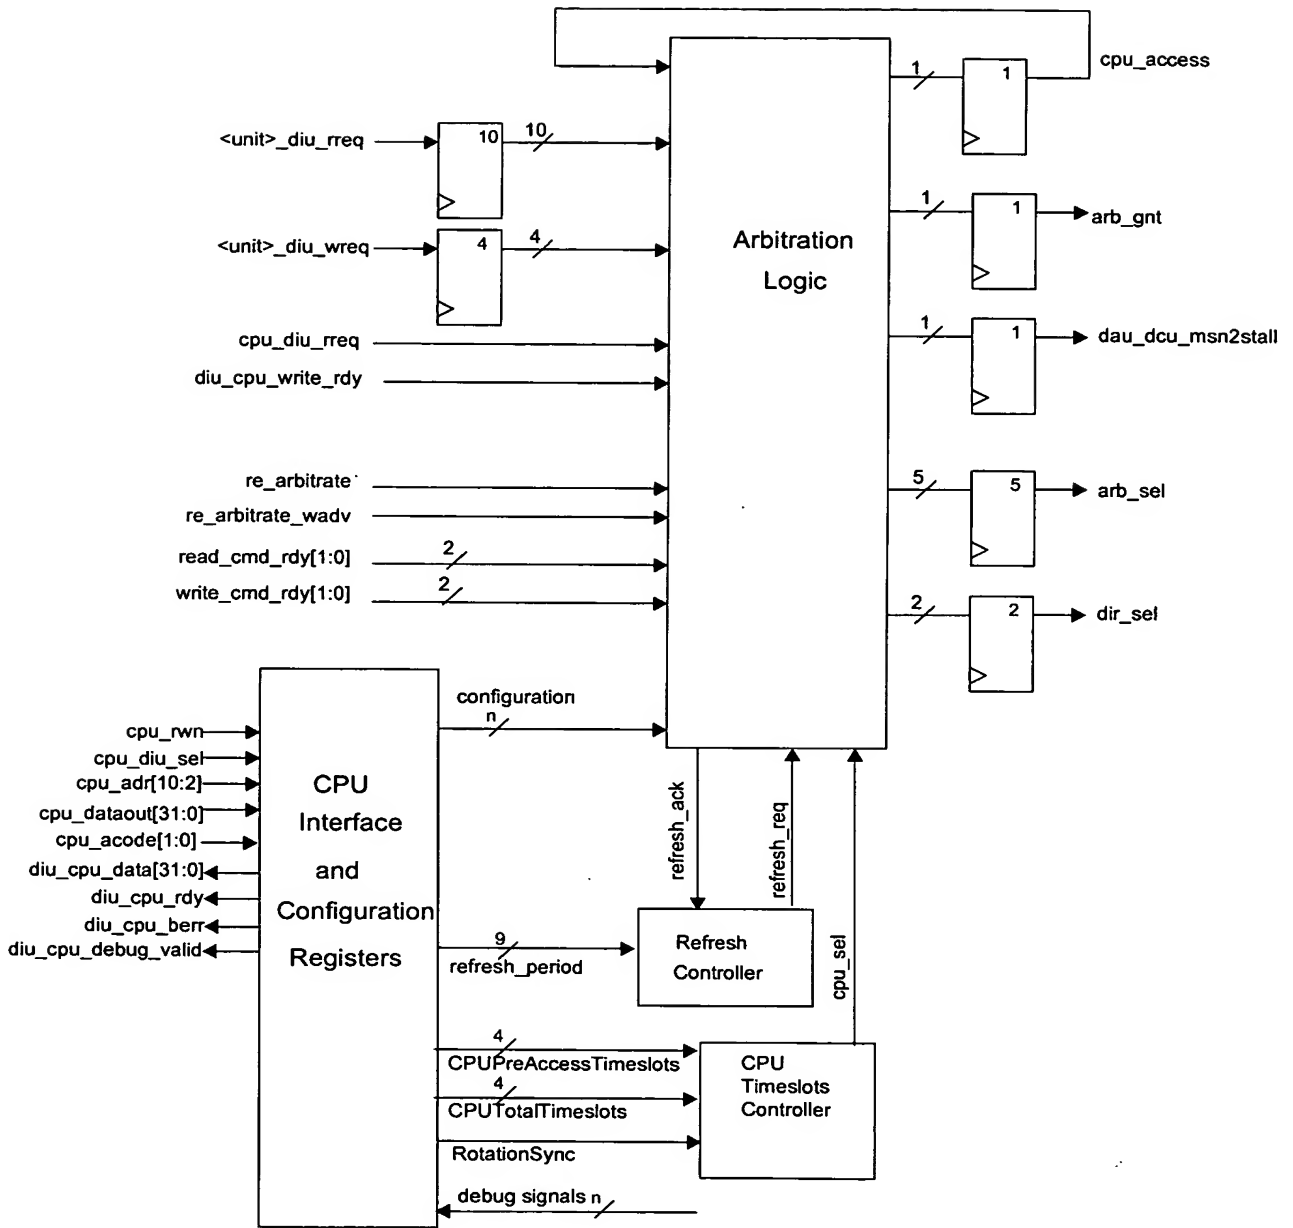 cpu_access
1
1
<unit>_diu_rreq
10
10
1
1
arb_gnt
<unit>_diu_wreq
4
4
Arbitration
Logic
cpu_diu_rreq
1
1
dau_dcu_msn2stall
diu_cpu_write_rdy
re_arbitrate
5
5
arb_sel
re_arbitrate_wadv
read_cmd_rdy[1:0]
2
write_cmd_rdy[1:0]
2
2
2
dir_sel
configuration
n
cpu_rwn
cpu_diu_sel
cpu_adr[10:2]
cpu_dataout[31:0]
cpu_acode[1:0]
diu_cpu_data[31:0]
diu_cpu_rdy
diu_cpu_berr
diu_cpu_debug_valid
CPU
Interface
and
Configuration
Registers
refresh_ack
refresh_req
cpu_sel
9
refresh_period
Refresh
Controller
4
CPUPreAccessTimeslots
4
CPUTotalTimeslots
RotationSync
CPU
Timeslots
Controller
debug signals n